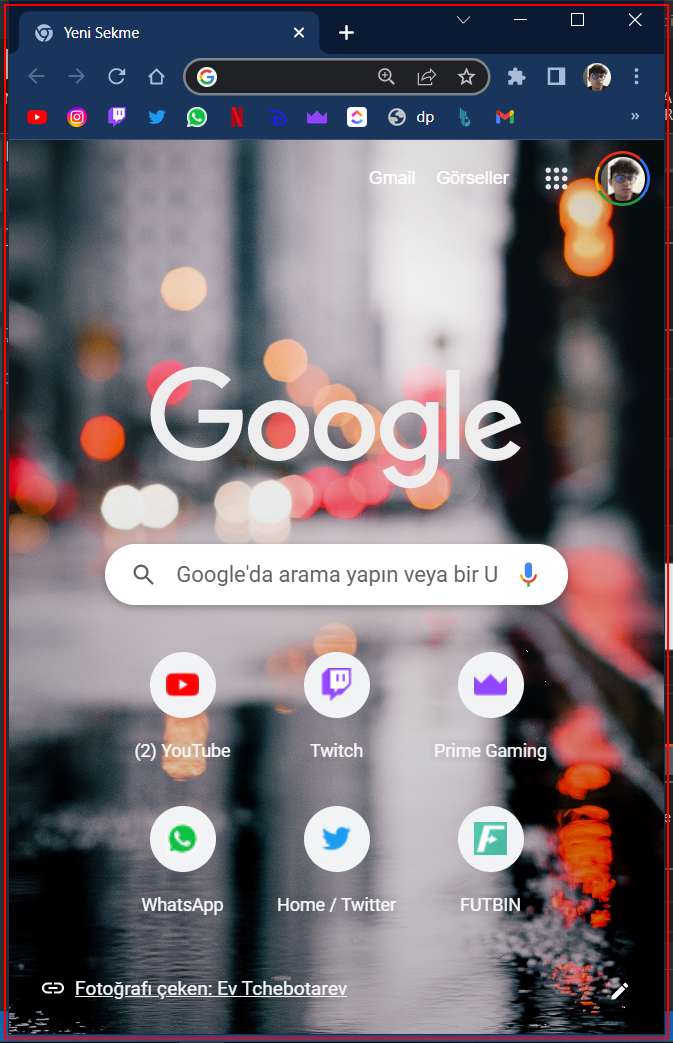 Yeni Sekme
dp
»
Gmail Görseller
Google
Google'da arama yapın veya bir U
(2) YouTube Twitch Prime Gaming
WhatsApp Home / Twitter FUTBIN
Fotoğrafı çeken: Ev Tchebotarev